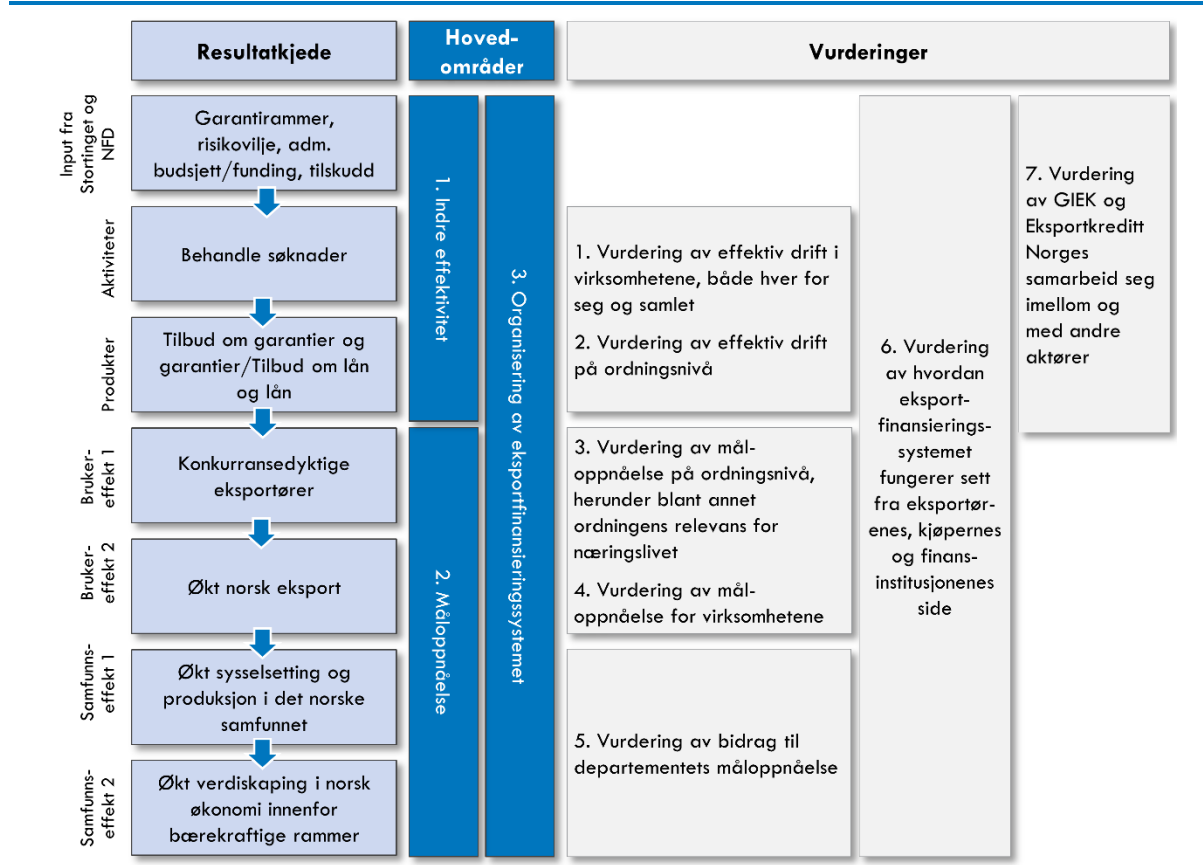 Resultatkjede
Hoved-
områder
Vurderinger
Input fra
Stortinget og
NFD
Garantirammer,
risikovilje, adm.
budsjett/funding, tilskudd
Aktiviteter
Behandle søknader
Produkter
Tilbud om garantier og
garantier/Tilbud om lån
og lån
Bruker-
effekt 1
Konkurransedyktige
eksportører
Bruker-
effekt 2
Økt norsk eksport
Samfunns-
effekt 1
Økt sysselsetting og
produksjon i det norske
samfunnet
Samfunns-
effekt 2
Økt verdiskaping i norsk
økonomi innenfor
bærekraftige rammer
1. Indre effektivitet
2. Måloppnåelse
3. Organisering av eksportfinansieringssystemet
1. Vurdering av effektiv drift i
virksomhetene, både hver for
seg og samlet
2. Vurdering av effektiv drift
på ordningsnivå
3. Vurdering av mål-
oppnåelse på ordningsnivå,
herunder blant annet
ordningens relevans for
næringslivet
4. Vurdering av mål-
oppnåelse for virksomhetene
5. Vurdering av bidrag til
departementets måloppnåelse
6. Vurdering
av hvordan
eksport-
finansierings-
systemet
fungerer sett
fra eksportør-
enes, kjøpernes
og finans-
institusjonenes
side
7. Vurdering
av GIEK og
Eksportkreditt
Norges
samarbeid seg
imellom og
med andre
aktører